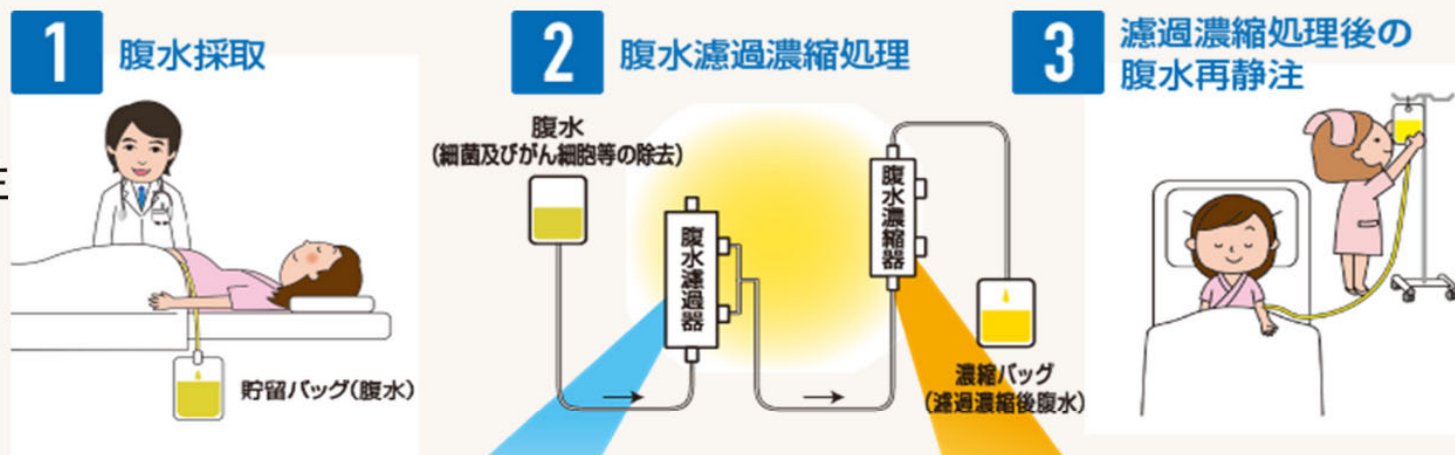 1 腹水採取
貯留バッグ(腹水)
2 腹水濾過濃縮処理
腹水
(細菌及びがん細胞等の除去)
腹水濾過器
腹水濃縮器
濃縮バッグ
(濾過濃縮後腹水)
3 濾過濃縮処理後の
腹水再静注